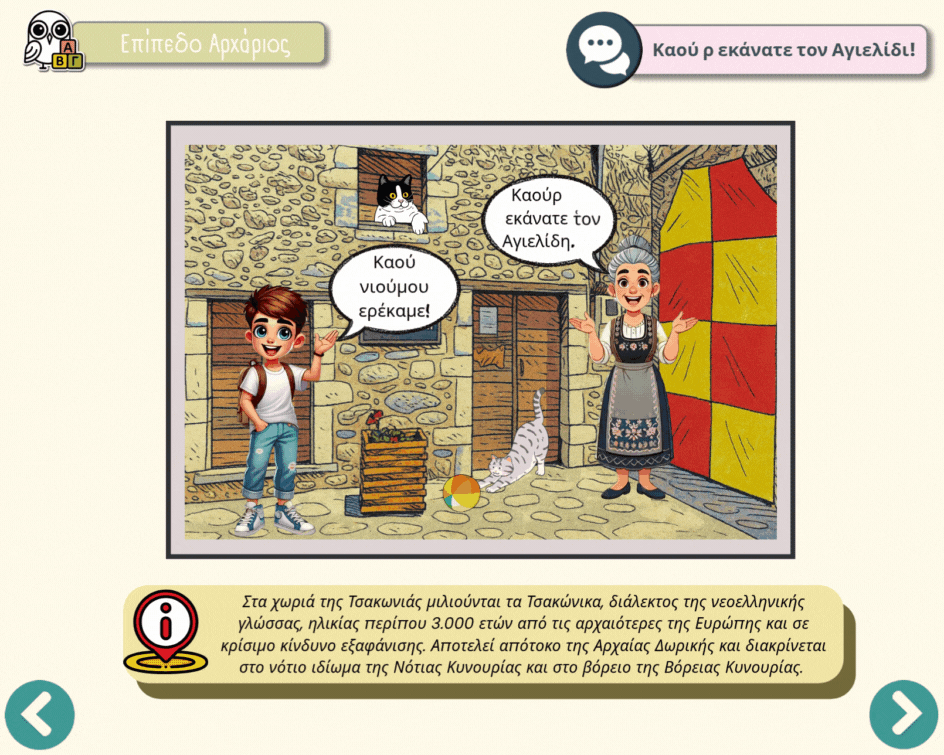 Επίπεδο Αρχάριος
Καού ρ εκάνατε τον Αγιελίδι!
Α
Β Γ
Καούρ
εκάνατε τον
Αγιελίδη.
Καού
νιούμου
ερέκαμε!
Στα χωριά της Τσακωνιάς μιλιούνται τα Τσακώνικα, διάλεκτος της νεοελληνικής
γλώσσας, ηλικίας περίπου 3.000 ετών από τις αρχαιότερες της Ευρώπης και σε
κρίσιμο κίνδυνο εξαφάνισης. Αποτελεί απότοκο της Αρχαίας Δωρικής και διακρίνεται
στο νότιο ιδίωμα της Νότιας Κυνουρίας και στο βόρειο της Βόρειας Κυνουρίας.